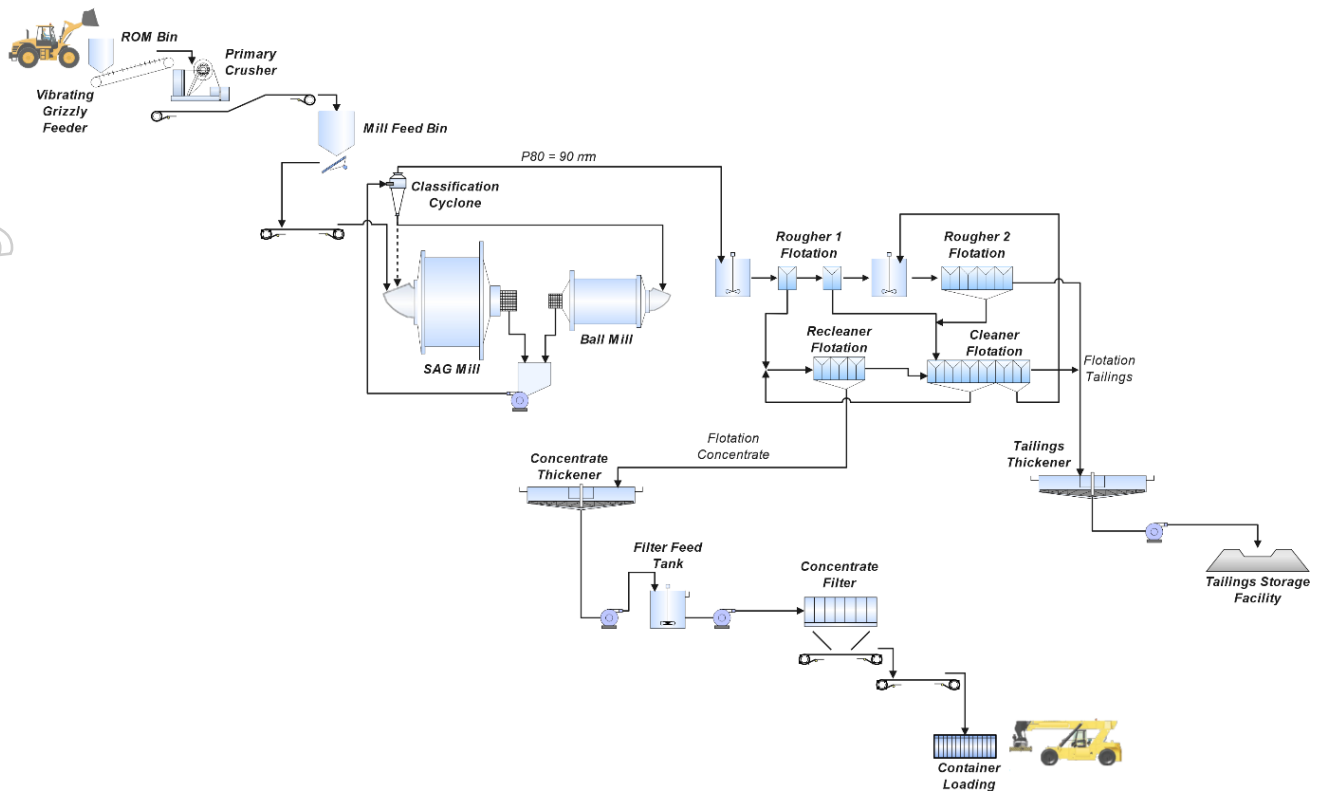 ROM Bin
Primary
Crusher
Vibrating
Grizzly
Feeder
Mill Feed Bin
P80 = 90 mm
Classification
Cyclone
SAG Mill
Ball Mill
Rougher 1
Flotation
Rougher 2
Flotation
Recleaner
Flotation
Cleaner
Flotation
Flotation
Tailings
Flotation
Concentrate
Concentrate
Thickener
Tailings
Thickener
Filter Feed
Tank
Concentrate
Filter
Tailings Storage
Facility
Container
Loading